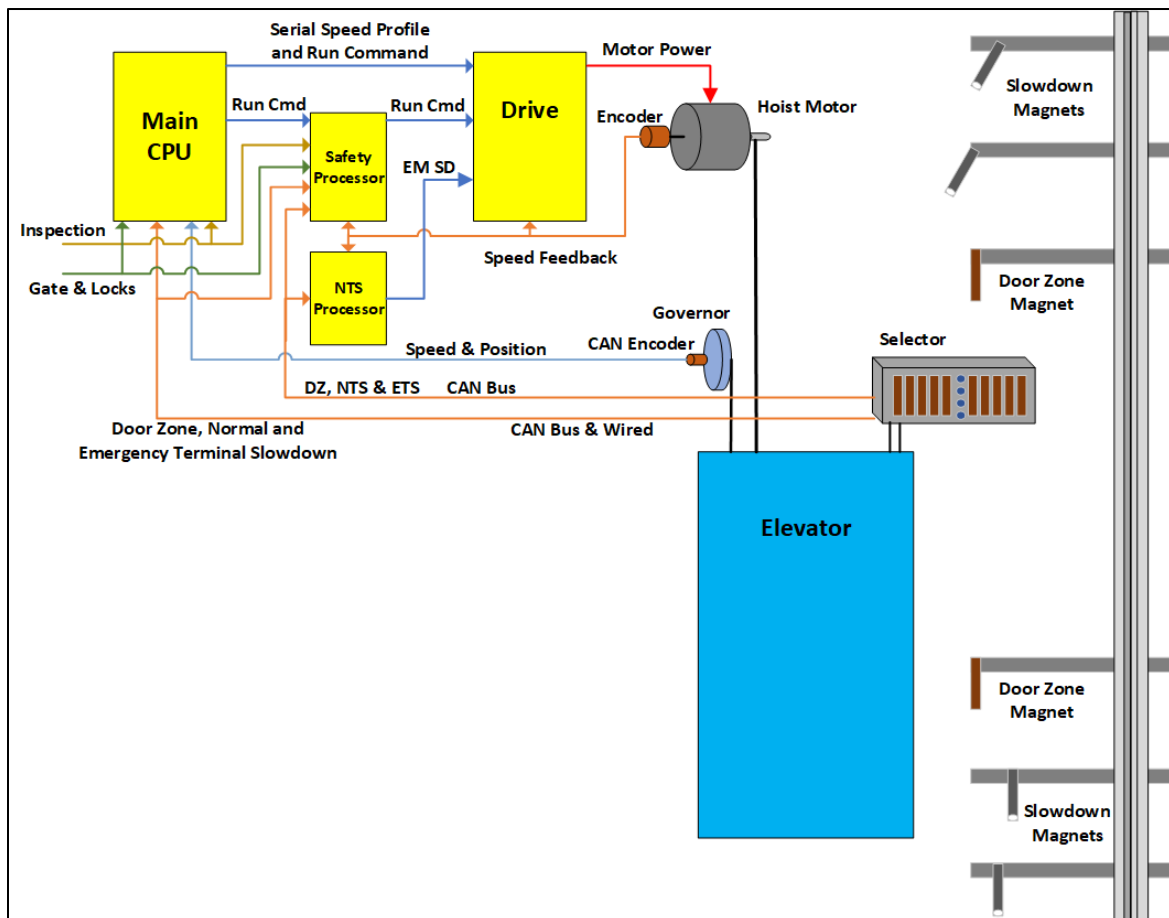 Serial Speed Profile
and Run Command
Motor Power
Slowdown
Magnets
Run Cmd
Run Cmd
Drive
Encoder
Hoist Motor
Main
CPU
Safety
Processor
EM SD
Inspection
Speed Feedback
Door Zone
Magnet
Gate & Locks
NTS
Processor
Governor
CAN Encoder
Selector
Speed & Position
DZ, NTS & ETS CAN Bus
Door Zone, Normal and
Emergency Terminal Slowdown
CAN Bus & Wired
Elevator
Door Zone
Magnet
Slowdown
Magnets